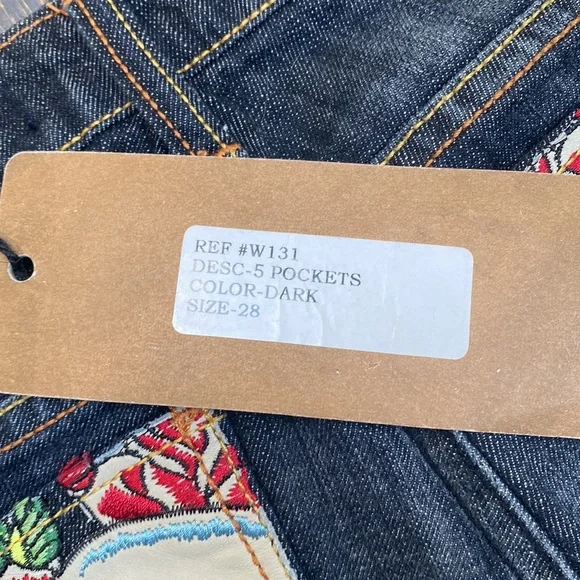 REF #W131
DESC-5 POCKETS
COLOR-DARK
SIZE-28